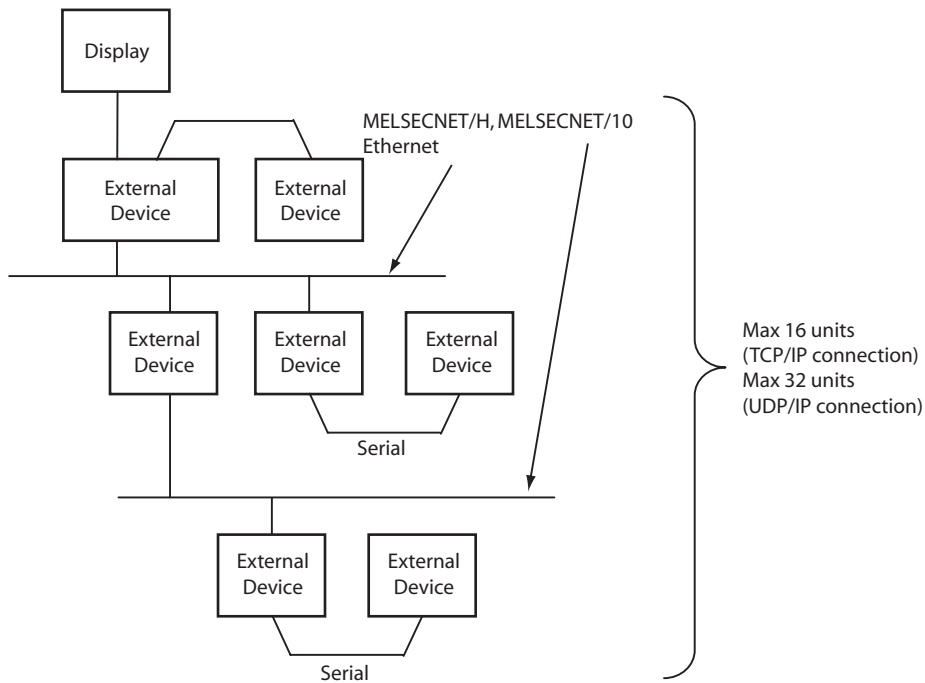 Display
MELSECNET/H, MELSECNET/10
Ethernet
External
Device
External
Device
External
Device
External
Device
External
Device
Serial
Max 16 units
(TCP/IP connection)
Max 32 units
(UDP/IP connection)
External
Device
External
Device
Serial